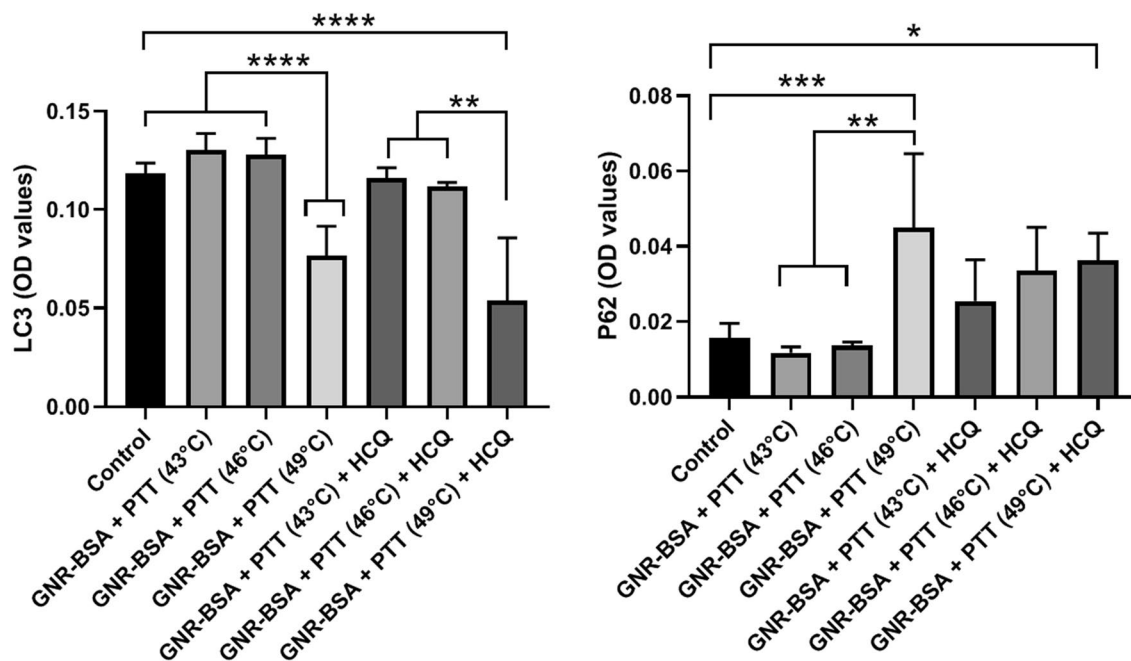 ****
****
**
LC3 (OD values)
0.15
0.10
0.05
0.00
Control
GNR-BSA + PTT (43°C)
GNR-BSA + PTT (46°C)
GNR-BSA + PTT (49°C)
GNR-BSA + PTT (43°C) + HCQ
GNR-BSA + PTT (46°C) + HCQ
GNR-BSA + PTT (49°C) + HCQ
*
***
**
P62 (OD values)
0.08
0.06
0.04
0.02
0.00
Control
GNR-BSA + PTT (43°C)
GNR-BSA + PTT (46°C)
GNR-BSA + PTT (49°C)
GNR-BSA + PTT (43°C) + HCQ
GNR-BSA + PTT (46°C) + HCQ
GNR-BSA + PTT (49°C) + HCQ